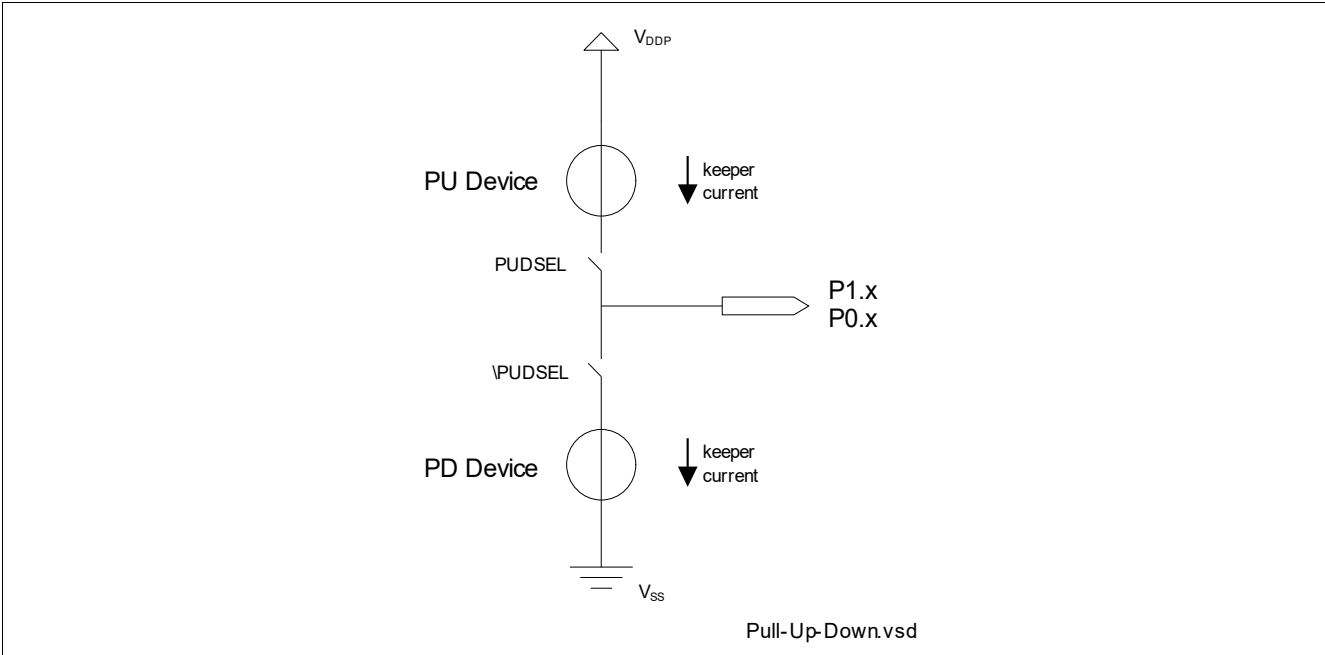 VDDP
PU Device
keeper
current
PUDSEL
P1.x
P0.x
\PUDSEL
PD Device
keeper
current
VSS
Pull-Up-Down.vsd